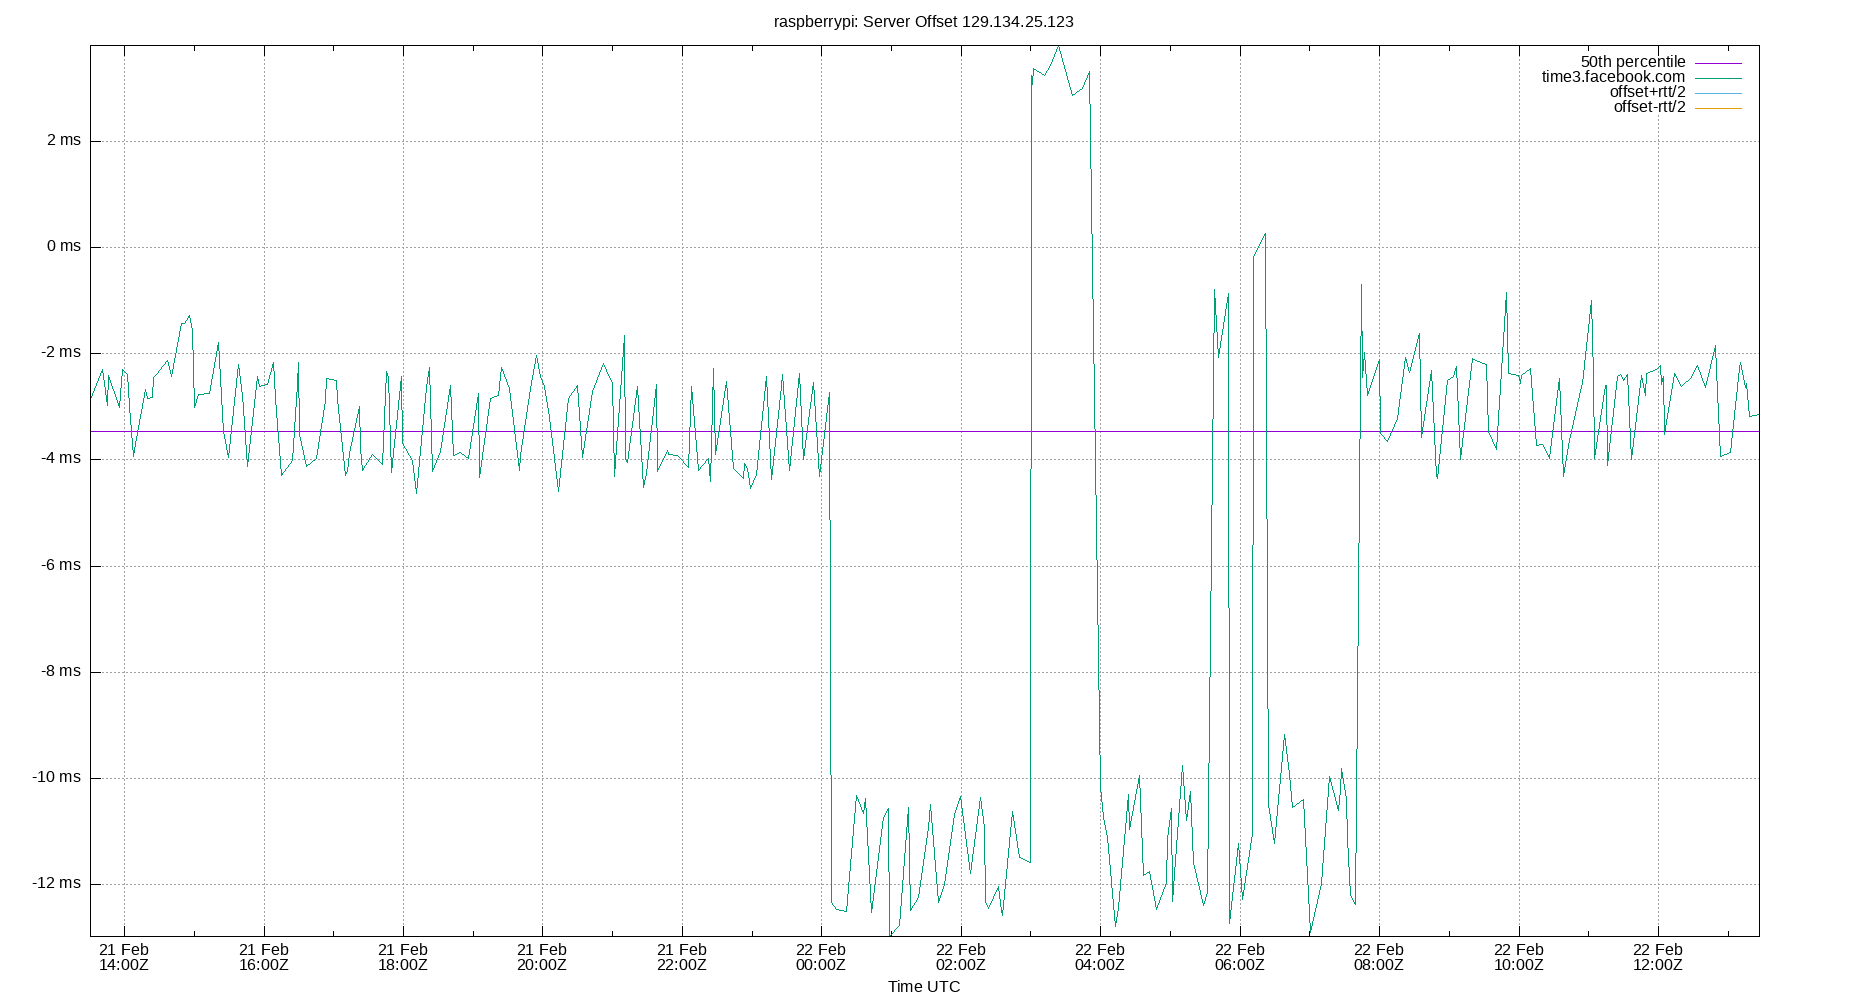 raspberrypi: Server Offset 129.134.25.123
50th percentile
time3.facebook.com
offset+rtt/2
offset-rtt/2
2 ms
0 ms
-2 ms
-4 ms
-6 ms
-8 ms
-10 ms
-12 ms
21 Feb 21 Feb 21 Feb 21 Feb 21 Feb 22 Feb 22 Feb 22 Feb 22 Feb 22 Feb 22 Feb 22 Feb
14:00Z 16:00Z 18:00Z 20:00Z 22:00Z 00:00Z 02:00Z 04:00Z 06:00Z 08:00Z 10:00Z 12:00Z
Time UTC